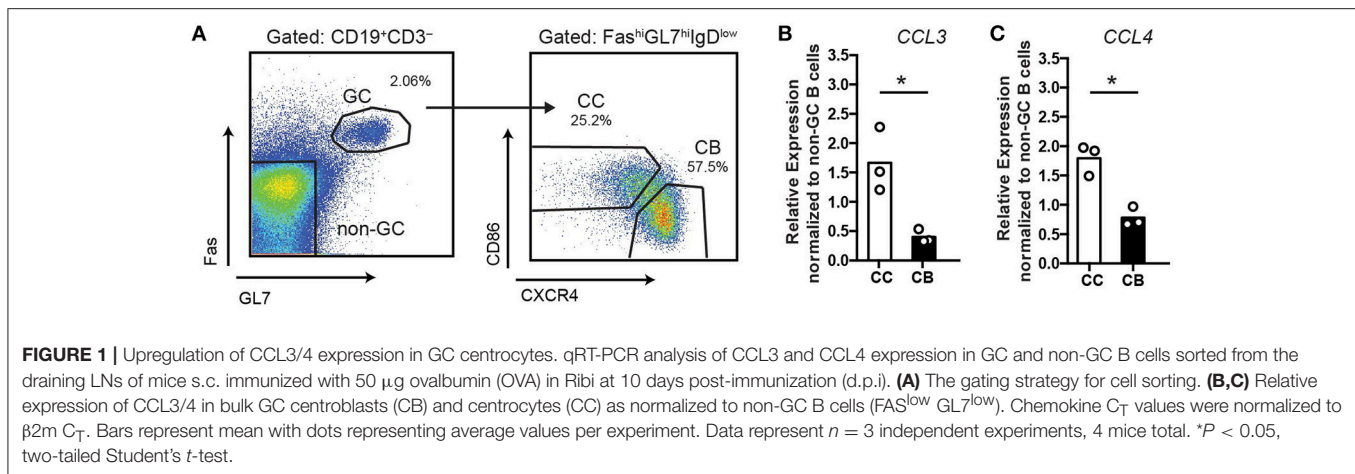 A
Gated: CD19⁺CD3⁻
2.06%
GC
non-GC
Fas
GL7
Gated: FasʰⁱGL7ʰⁱIgDˡᵒʷ
CC
25.2%
CB
57.5%
CD86
CXCR4
B
CCL3
Relative Expression
normalized to non-GC B cells
3.5
3.0
2.5
2.0
1.5
1.0
0.5
0.0
*
CC CB
C
CCL4
Relative Expression
normalized to non-GC B cells
3.5
3.0
2.5
2.0
1.5
1.0
0.5
0.0
*
CC CB
FIGURE 1 | Upregulation of CCL3/4 expression in GC centrocytes. qRT-PCR analysis of CCL3 and CCL4 expression in GC and non-GC B cells sorted from the
draining LNs of mice s.c. immunized with 50 μg ovalbumin (OVA) in Ribi at 10 days post-immunization (d.p.i). (A) The gating strategy for cell sorting. (B,C) Relative
expression of CCL3/4 in bulk GC centroblasts (CB) and centrocytes (CC) as normalized to non-GC B cells (FASˡᵒʷ GL7ˡᵒʷ). Chemokine C_T values were normalized to
β2m C_T. Bars represent mean with dots representing average values per experiment. Data represent n = 3 independent experiments, 4 mice total. *P < 0.05,
two-tailed Student's t-test.